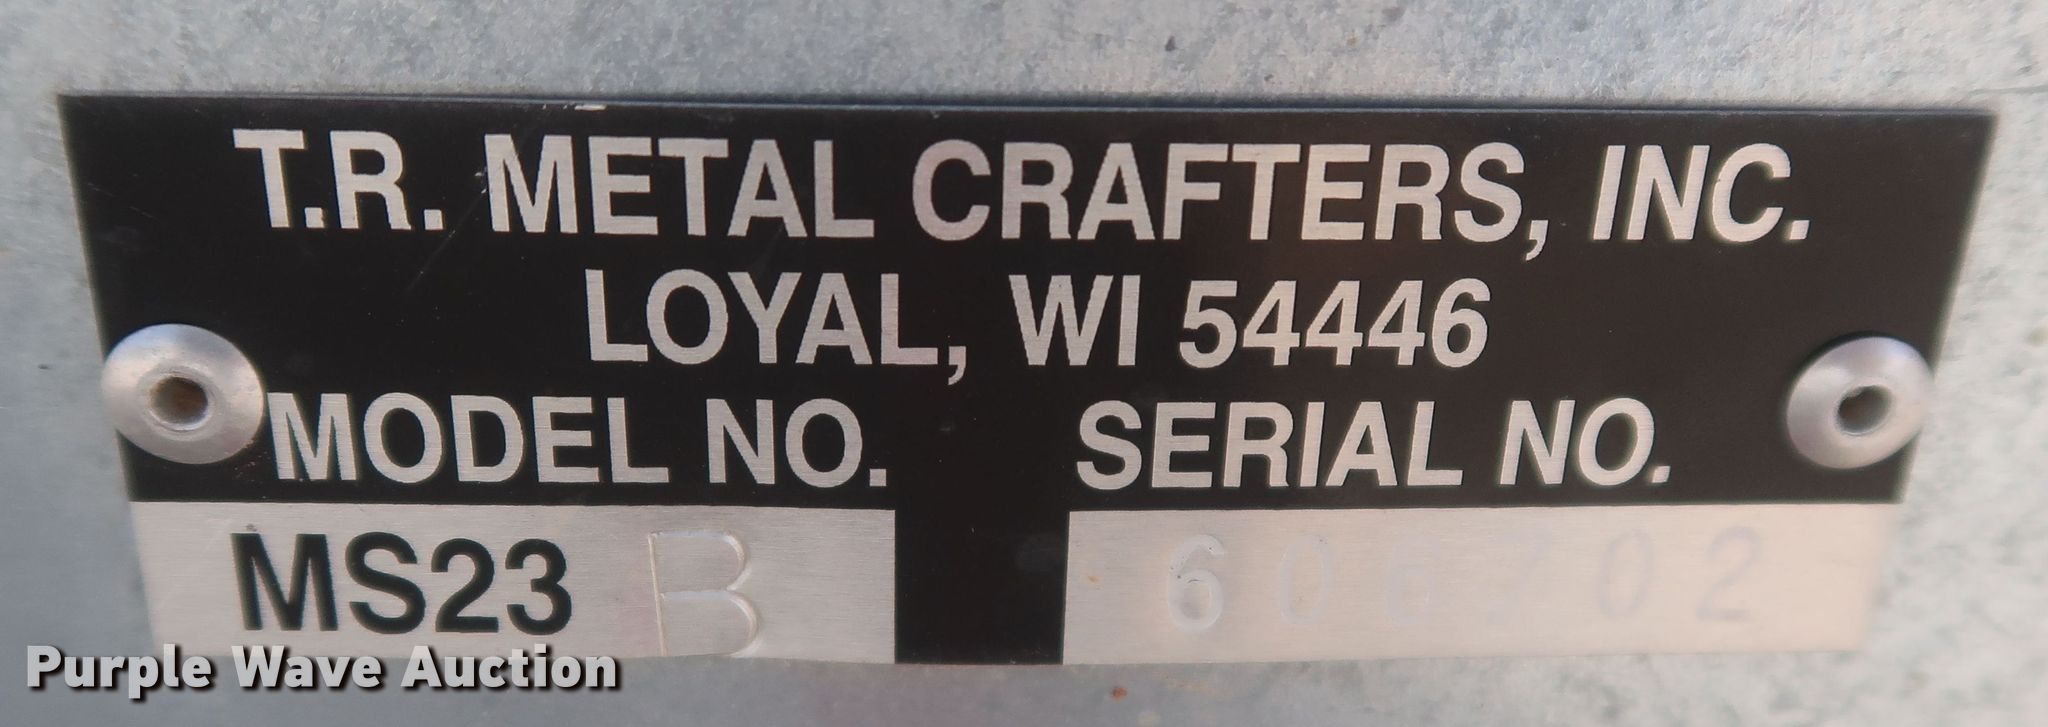 T.R. METAL CRAFTERS, INC.
LOYAL, WI 54446
MODEL NO. SERIAL NO.
MS23 B
Purple Wave Auction